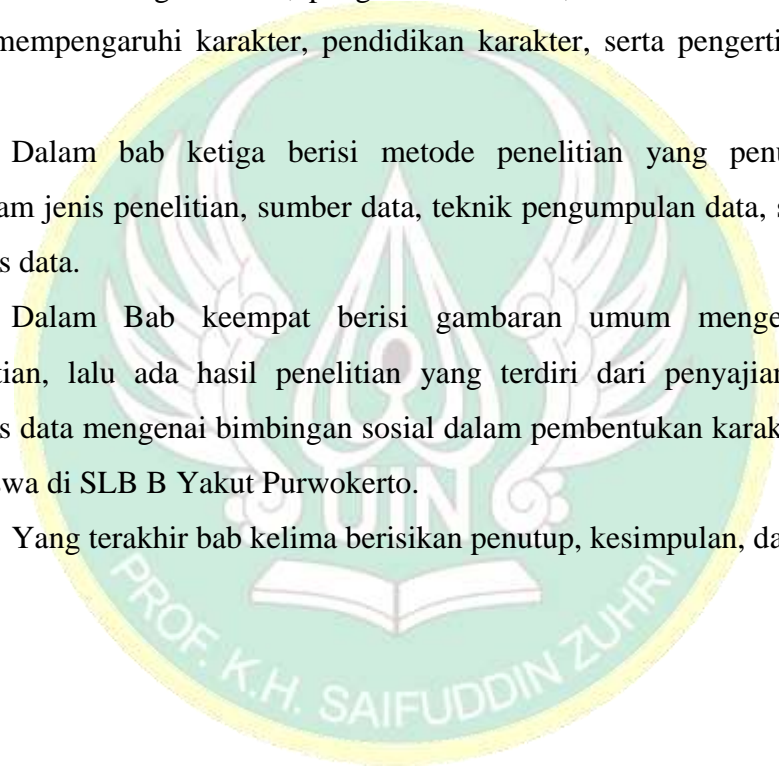 mempengaruhi karakter, pendidikan karakter, serta pengerti
Dalam bab ketiga berisi metode penelitian yang penu
am jenis penelitian, sumber data, teknik pengumpulan data, s
s data.
Dalam Bab keempat berisi gambaran umum menge
tian, lalu ada hasil penelitian yang terdiri dari penyajian
s data mengenai bimbingan sosial dalam pembentukan karak
wa di SLB B Yakut Purwokerto.
Yang terakhir bab kelima berisikan penutup, kesimpulan, da
UIN
PROF. K.H. SAIFUDDIN ZUHRI